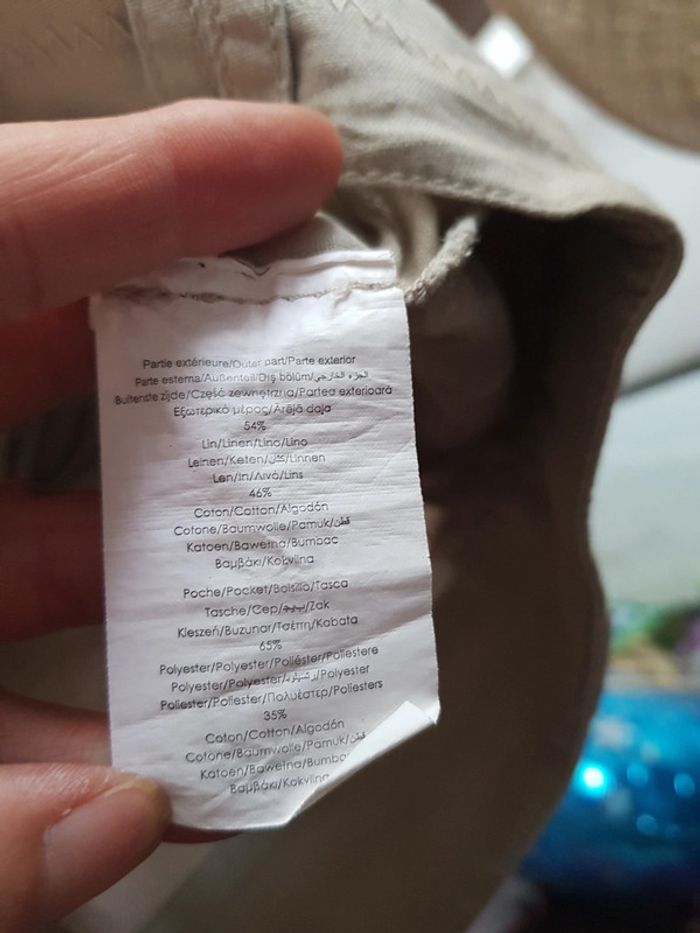 Partie extérieure/Outer part/Parte exterior
Parte esterna/Außenteil/Dış bölüm/الجزء الخارجي
Buitenste zijde/Część zewnętrzna/Partea exterioară
Εξωτερικό μέρος/Ārējā daļa
54%
Lin/Linen/Lino/Lino
Leinen/Keten/كتان/Linnen
Len/In/Λινό/Lins
46%
Coton/Cotton/Algodón
Cotone/Baumwolle/Pamuk/قطن
Katoen/Bawełna/Bumbac
Βαμβάκι/Kokvilna
Poche/Pocket/Bolsillo/Tasca
Tasche/Cep/جيب/Zak
Kieszeń/Buzunar/Τσέπη/Kabata
65%
Polyester/Polyester/Poliéster/Poliestere
Polyester/Polyester/بوليستر/Polyester
Poliester/Poliester/Πολυέστερ/Poliesters
35%
Coton/Cotton/Algodón
Cotone/Baumwolle/Pamuk/قطن
Katoen/Bawełna/Bumbac
Βαμβάκι/Kokvilna